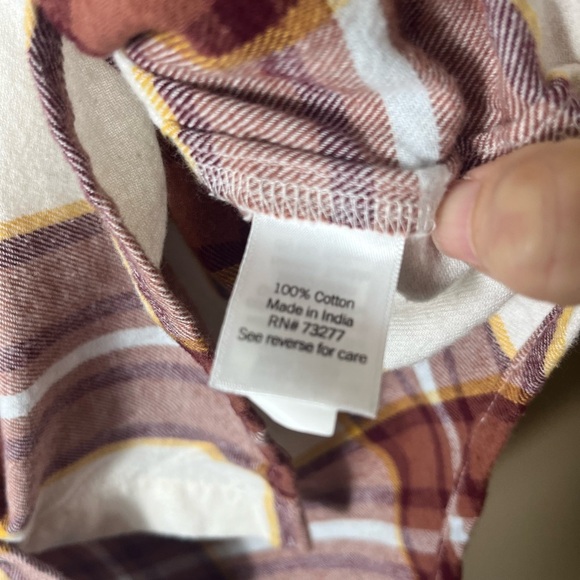 100% Cotton
Made in India
RN# 73277
See reverse for care